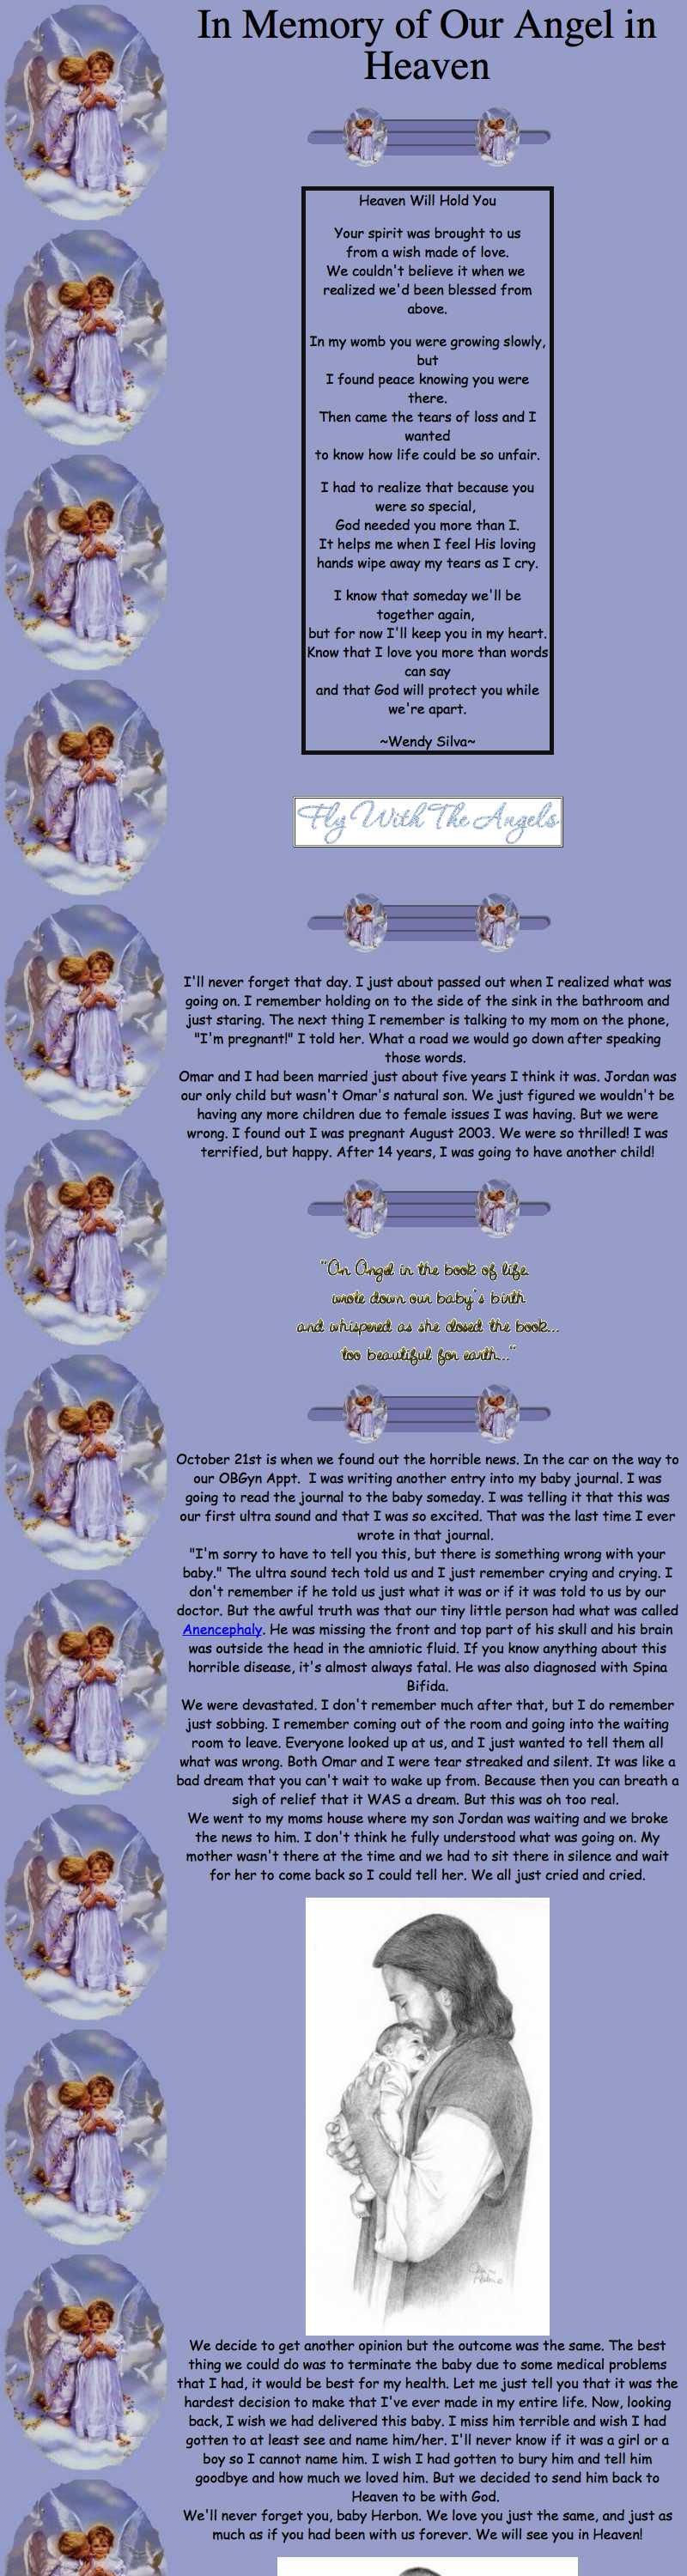 In Memory of Our Angel in
Heaven
Heaven Will Hold You
Your spirit was brought to us
from a wish made of love.
We couldn't believe it when we
realized we'd been blessed from
above.
In my womb you were growing slowly,
but
I found peace knowing you were
there.
Then came the tears of loss and I
wanted
to know how life could be so unfair.
I had to realize that because you
were so special,
God needed you more than I.
It helps me when I feel His loving
hands wipe away my tears as I cry.
I know that someday we'll be
together again,
but for now I'll keep you in my heart.
Know that I love you more than words
can say
and that God will protect you while
we're apart.
~Wendy Silva~
Fly With The Angels
I'll never forget that day. I just about passed out when I realized what was
going on. I remember holding on to the side of the sink in the bathroom and
just staring. The next thing I remember is talking to my mom on the phone,
"I'm pregnant!" I told her. What a road we would go down after speaking
those words.
Omar and I had been married just about five years I think it was. Jordan was
our only child but wasn't Omar's natural son. We just figured we wouldn't be
having any more children due to female issues I was having. But we were
wrong. I found out I was pregnant August 2003. We were so thrilled! I was
terrified, but happy. After 14 years, I was going to have another child!
"An Angel in the book of life
wrote down our baby's birth
and whispered as she closed the book...
too beautiful for earth..."
October 21st is when we found out the horrible news. In the car on the way to
our OBGyn Appt. I was writing another entry into my baby journal. I was
going to read the journal to the baby someday. I was telling it that this was
our first ultra sound and that I was so excited. That was the last time I ever
wrote in that journal.
"I'm sorry to have to tell you this, but there is something wrong with your
baby." The ultra sound tech told us and I just remember crying and crying. I
don't remember if he told us just what it was or if it was told to us by our
doctor. But the awful truth was that our tiny little person had what was called
Anencephaly. He was missing the front and top part of his skull and his brain
was outside the head in the amniotic fluid. If you know anything about this
horrible disease, it's almost always fatal. He was also diagnosed with Spina
Bifida.
We were devastated. I don't remember much after that, but I do remember
just sobbing. I remember coming out of the room and going into the waiting
room to leave. Everyone looked up at us, and I just wanted to tell them all
what was wrong. Both Omar and I were tear streaked and silent. It was like a
bad dream that you can't wait to wake up from. Because then you can breath a
sigh of relief that it WAS a dream. But this was oh too real.
We went to my moms house where my son Jordan was waiting and we broke
the news to him. I don't think he fully understood what was going on. My
mother wasn't there at the time and we had to sit there in silence and wait
for her to come back so I could tell her. We all just cried and cried.
We decide to get another opinion but the outcome was the same. The best
thing we could do was to terminate the baby due to some medical problems
that I had, it would be best for my health. Let me just tell you that it was the
hardest decision to make that I've ever made in my entire life. Now, looking
back, I wish we had delivered this baby. I miss him terrible and wish I had
gotten to at least see and name him/her. I'll never know if it was a girl or a
boy so I cannot name him. I wish I had gotten to bury him and tell him
goodbye and how much we loved him. But we decided to send him back to
Heaven to be with God.
We'll never forget you, baby Herbon. We love you just the same, and just as
much as if you had been with us forever. We will see you in Heaven!